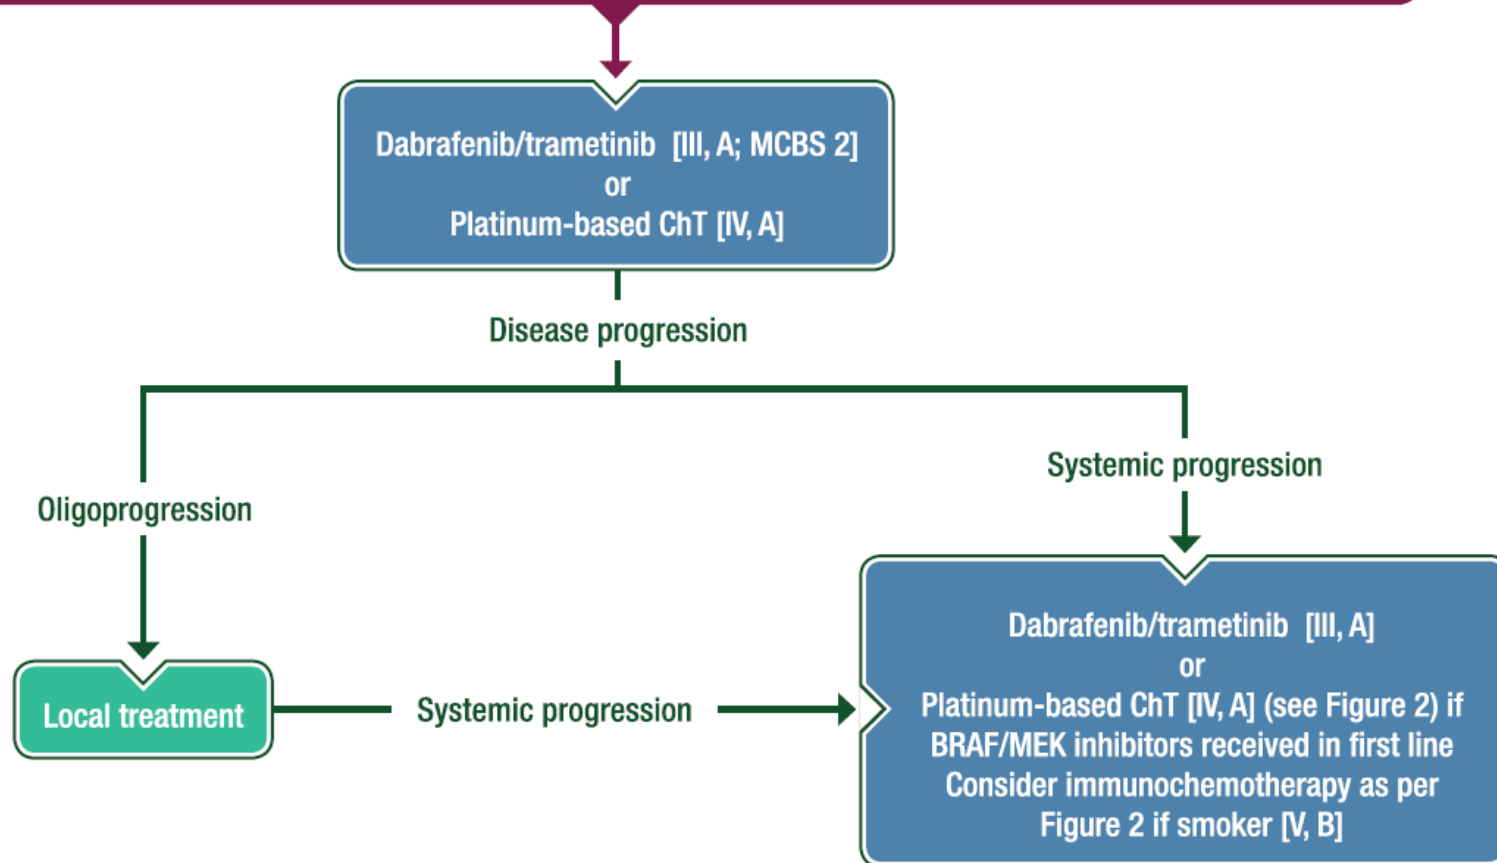 Dabrafenib/trametinib [III, A; MCBS 2]
or
Platinum-based ChT [IV, A]
Disease progression
Oligoprogression
Systemic progression
Local treatment
Systemic progression
Dabrafenib/trametinib [III, A]
or
Platinum-based ChT [IV, A] (see Figure 2) if
BRAF/MEK inhibitors received in first line
Consider immunochemotherapy as per
Figure 2 if smoker [V, B]